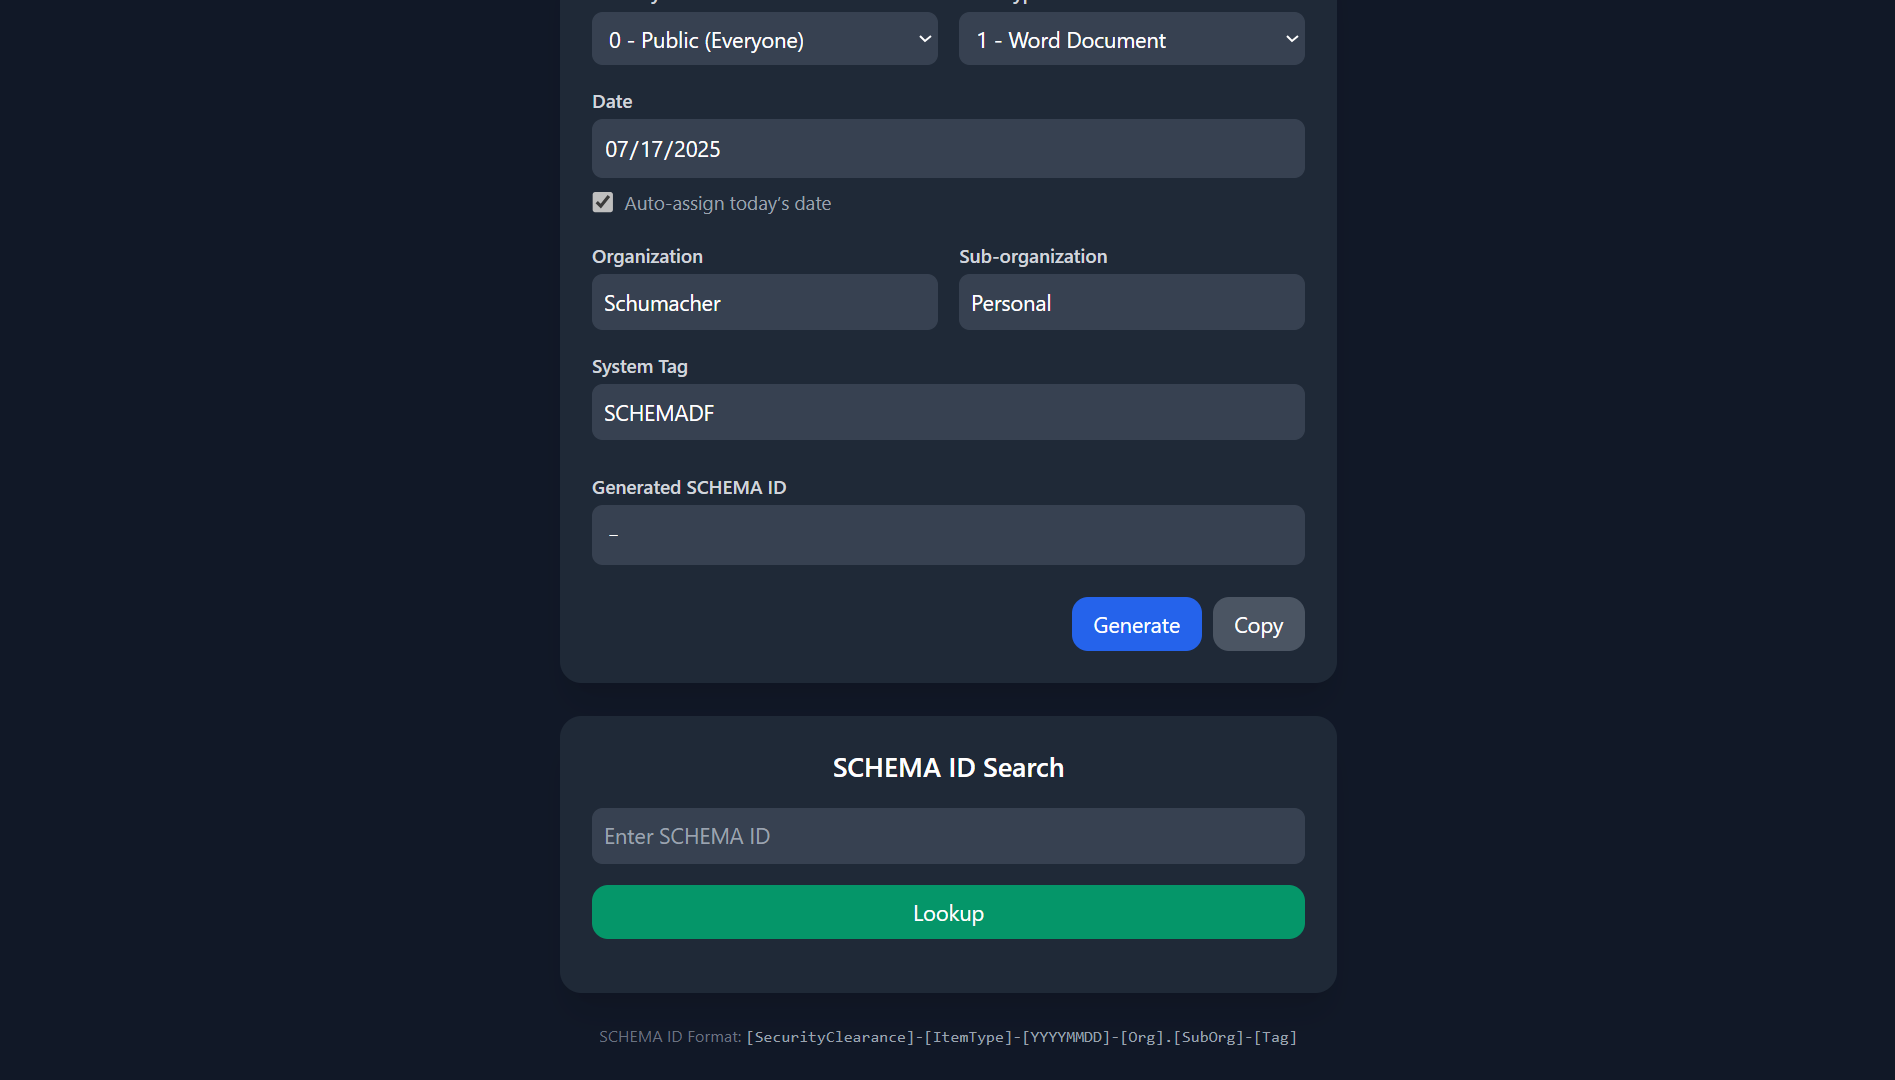 0 - Public (Everyone)
1 - Word Document
Date
07/17/2025
Auto-assign today’s date
Organization
Sub-organization
Schumacher
Personal
System Tag
SCHEMADF
Generated SCHEMA ID
–
Generate
Copy
SCHEMA ID Search
Enter SCHEMA ID
Lookup
SCHEMA ID Format: [SecurityClearance]-[ItemType]-[YYYYMMDD]-[Org].[SubOrg]-[Tag]